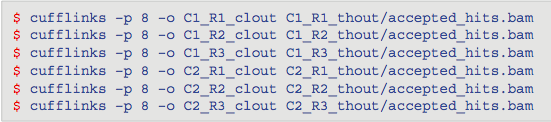 $ cufflinks -p 8 -o C1_R1_clout C1_R1_thout/accepted_hits.bam
$ cufflinks -p 8 -o C1_R2_clout C1_R2_thout/accepted_hits.bam
$ cufflinks -p 8 -o C1_R3_clout C1_R3_thout/accepted_hits.bam
$ cufflinks -p 8 -o C2_R1_clout C2_R1_thout/accepted_hits.bam
$ cufflinks -p 8 -o C2_R2_clout C2_R2_thout/accepted_hits.bam
$ cufflinks -p 8 -o C2_R3_clout C2_R3_thout/accepted_hits.bam